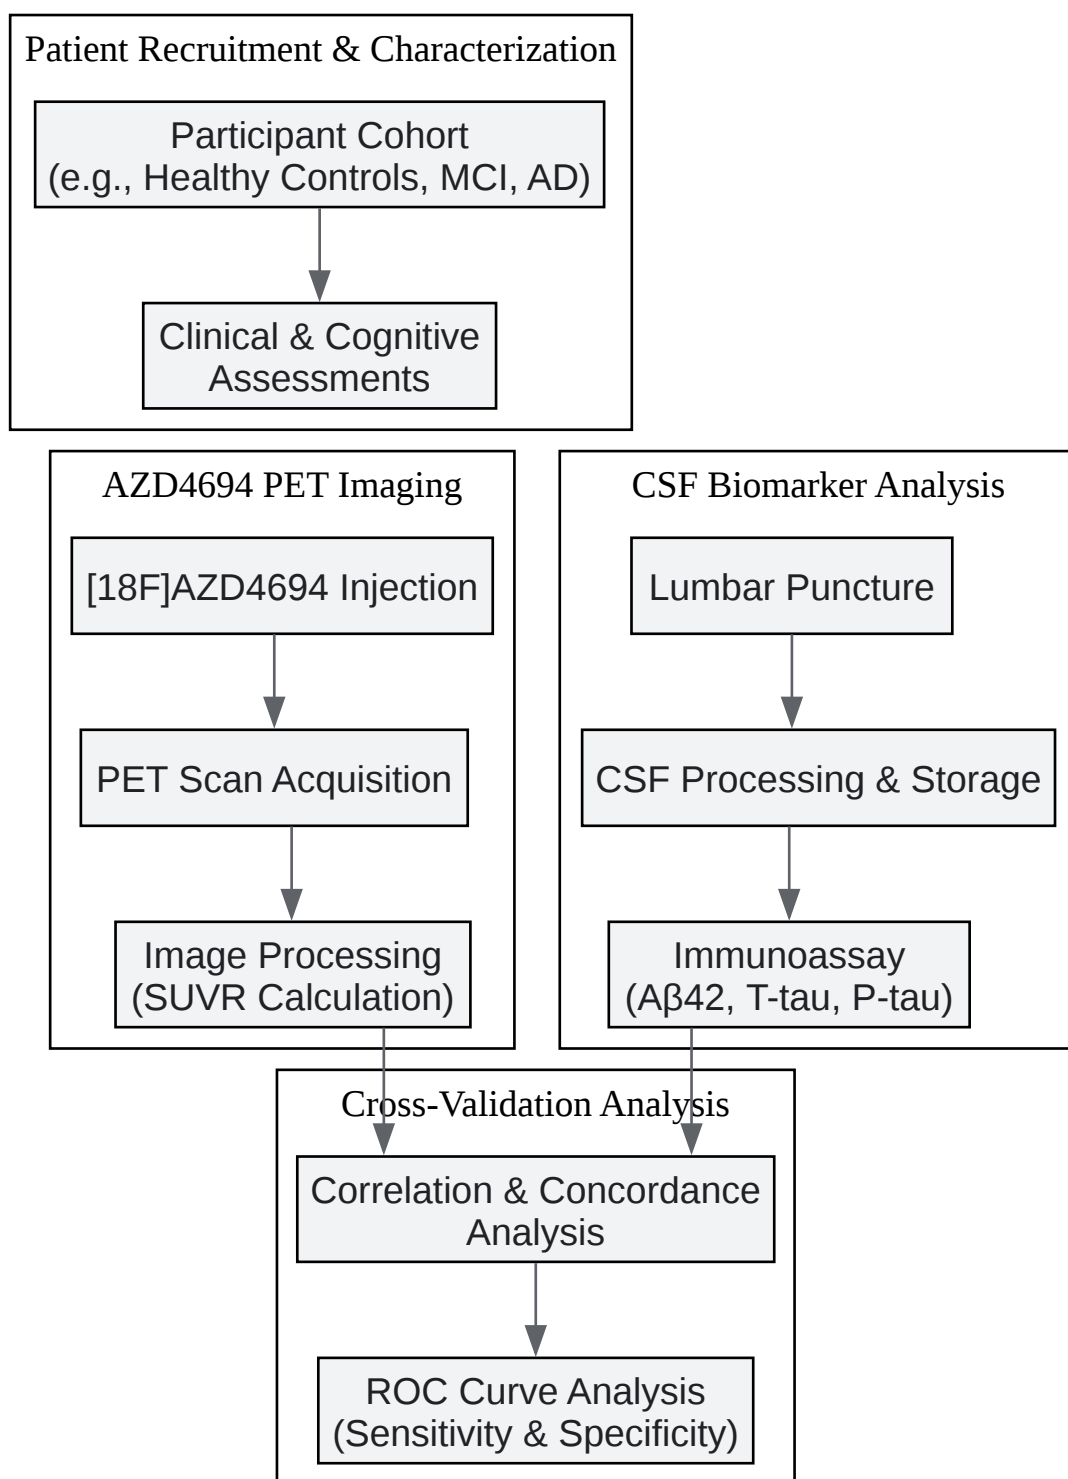 Patient Recruitment & Characterization
Participant Cohort
(e.g., Healthy Controls, MCI, AD)
Clinical & Cognitive
Assessments
AZD4694 PET Imaging
[18F]AZD4694 Injection
PET Scan Acquisition
Image Processing
(SUVR Calculation)
CSF Biomarker Analysis
Lumbar Puncture
CSF Processing & Storage
Immunoassay
(Aβ42, T-tau, P-tau)
Cross-Validation Analysis
Correlation & Concordance
Analysis
ROC Curve Analysis
(Sensitivity & Specificity)